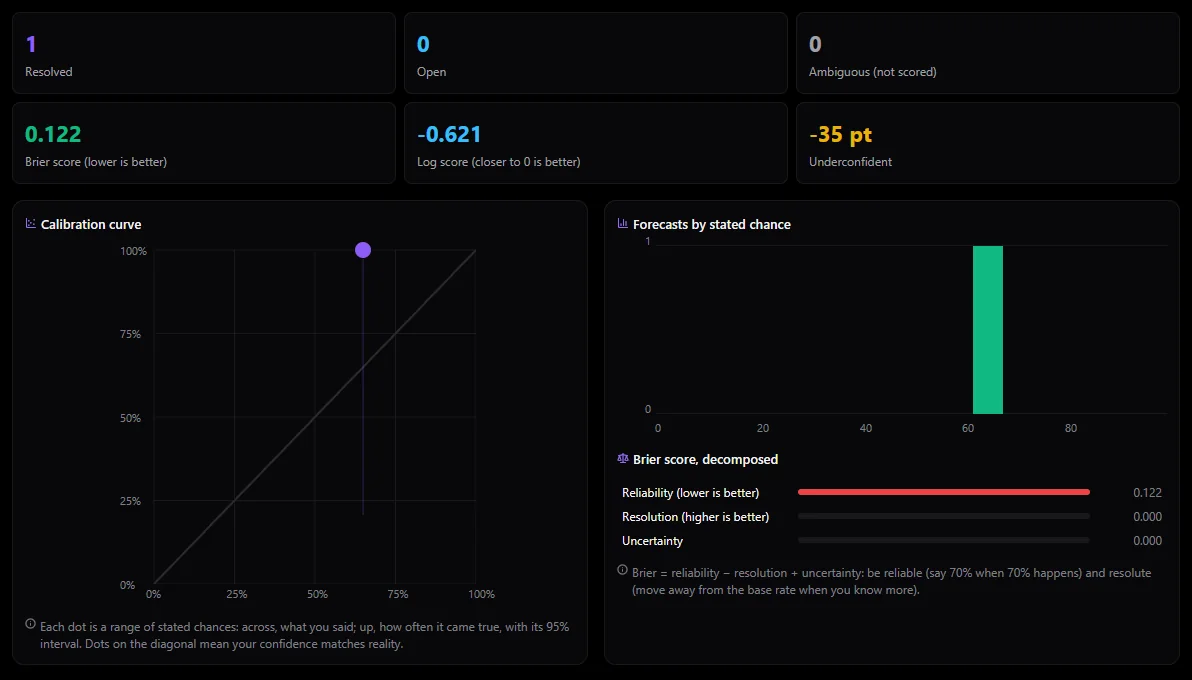 1
Resolved
0
Open
0
Ambiguous (not scored)
0.122
Brier score (lower is better)
-0.621
Log score (closer to 0 is better)
-35 pt
Underconfident
Calibration curve
100%
75%
50%
25%
0%
0%
25%
50%
75%
100%
Each dot is a range of stated chances: across, what you said; up, how often it came true, with its 95%
interval. Dots on the diagonal mean your confidence matches reality.
Forecasts by stated chance
1
0
0
20
40
60
80
Brier score, decomposed
Reliability (lower is better)
0.122
Resolution (higher is better)
0.000
Uncertainty
0.000
Brier = reliability − resolution + uncertainty: be reliable (say 70% when 70% happens) and resolute
(move away from the base rate when you know more).